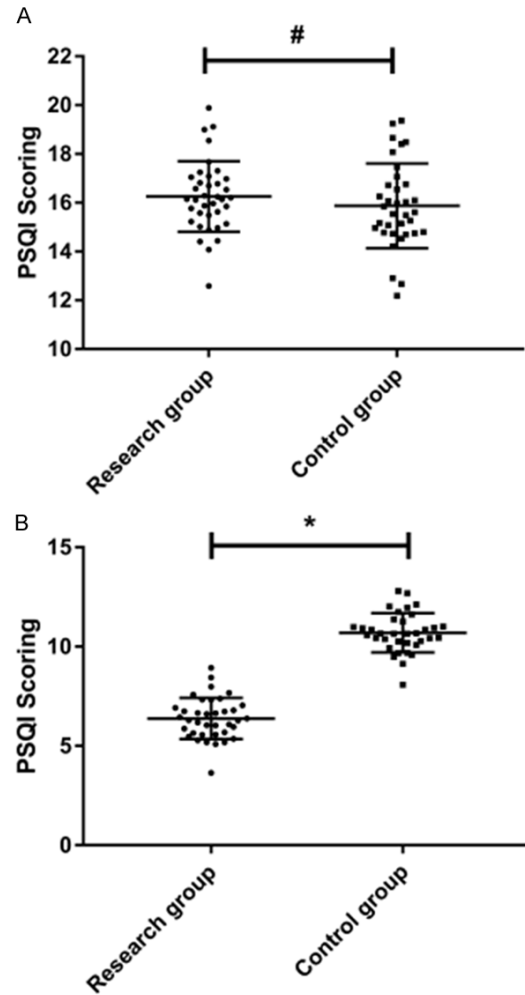 A
#
22
20
18
16
14
12
10
PSQI Scoring
Research group
Control group
B
*
15
10
5
0
PSQI Scoring
Research group
Control group